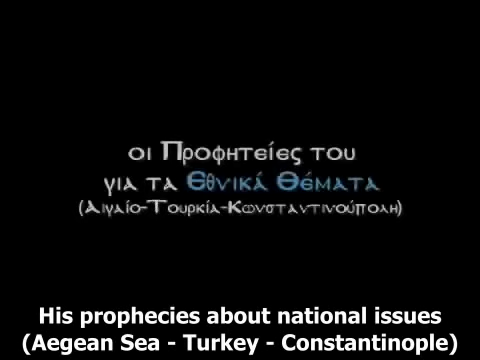 οι Προφητείες του
για τα Εθνικά Θέματα
(Αιγαίο-Τουρκία-Κωνσταντινούπολη)
His prophecies about national issues
(Aegean Sea - Turkey - Constantinople)